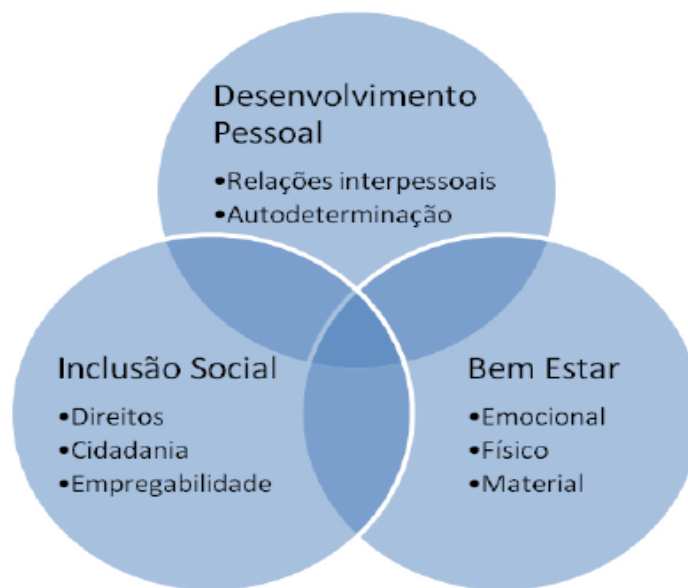 Desenvolvimento
Pessoal
•Relações interpessoais
•Autodeterminação
Inclusão Social
•Direitos
•Cidadania
•Empregabilidade
Bem Estar
•Emocional
•Físico
•Material